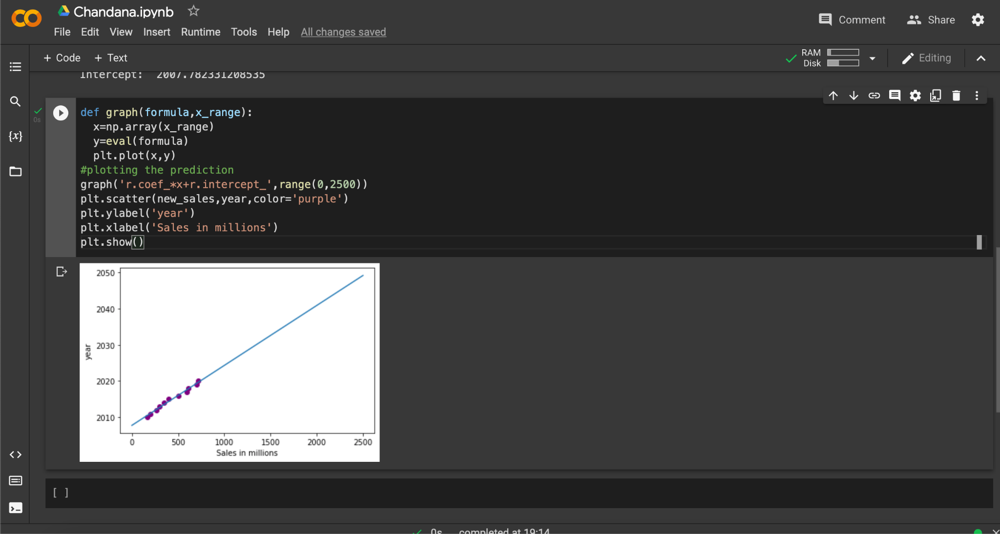 Chandana.ipynb
File Edit View Insert Runtime Tools Help All changes saved
Comment Share
+ Code + Text
RAM
Disk
Editing
Intercept: 2007.782331208535
0s
def graph(formula,x_range):
  x=np.array(x_range)
  y=eval(formula)
  plt.plot(x,y)
#plotting the prediction
graph('r.coef_*x+r.intercept_',range(0,2500))
plt.scatter(new_sales,year,color='purple')
plt.ylabel('year')
plt.xlabel('Sales in millions')
plt.show()
2050
2040
2030
2020
2010
year
0 500 1000 1500 2000 2500
Sales in millions
{x}
[ ]
0s completed at 19:14